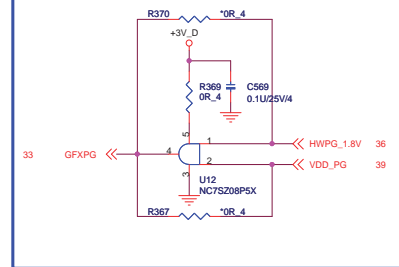 R370 *0R_4
+3V_D
R369
0R_4
C569
0.1U/25V/4
5
1 HWPG_1.8V 36
33 GFXPG 4
2 VDD_PG 39
3
U12
NC7SZ08P5X
R367 *0R_4